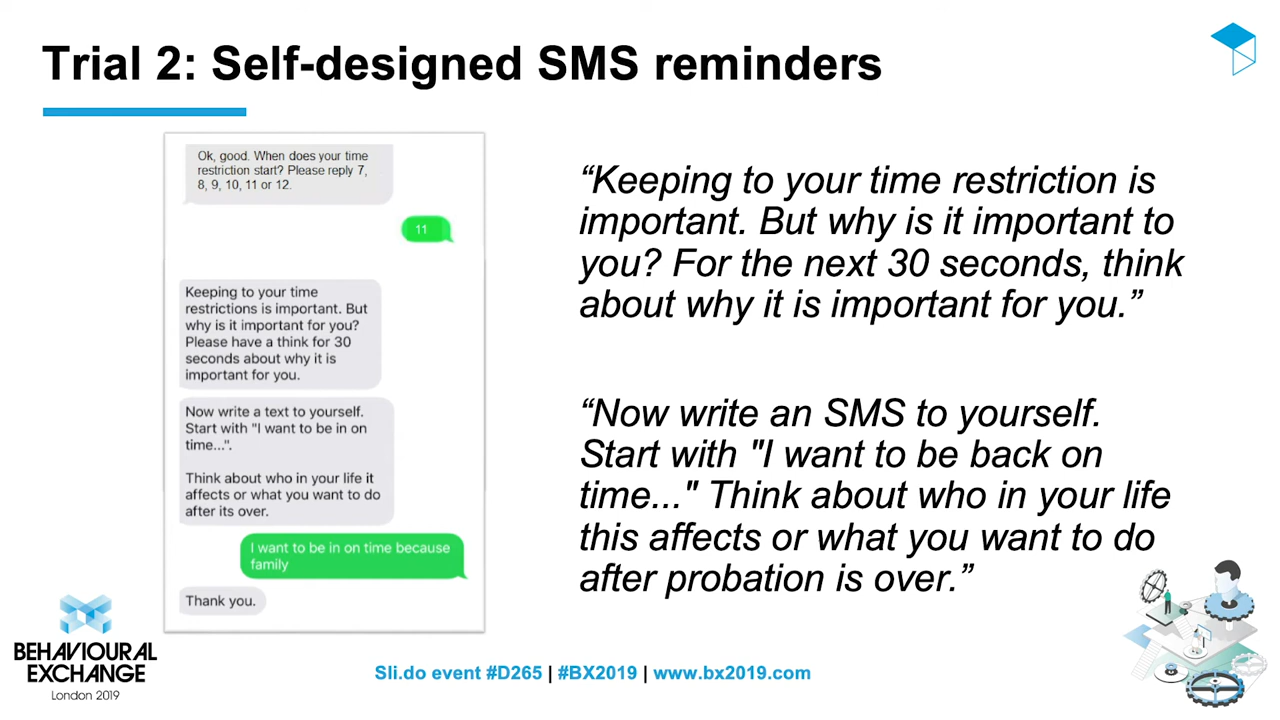 Trial 2: Self-designed SMS reminders
Ok, good. When does your time
restriction start? Please reply 7,
8, 9, 10, 11 or 12.
11
Keeping to your time
restrictions is important. But
why is it important for you?
Please have a think for 30
seconds about why it is
important for you.
Now write a text to yourself.
Start with "I want to be in on
time...".
Think about who in your life it
affects or what you want to do
after its over.
I want to be in on time because
family
Thank you.
“Keeping to your time restriction is
important. But why is it important to
you? For the next 30 seconds, think
about why it is important for you.”
“Now write an SMS to yourself.
Start with "I want to be back on
time..." Think about who in your life
this affects or what you want to do
after probation is over.”
BEHAVIOURAL
EXCHANGE
London 2019
Sli.do event #D265 | #BX2019 | www.bx2019.com